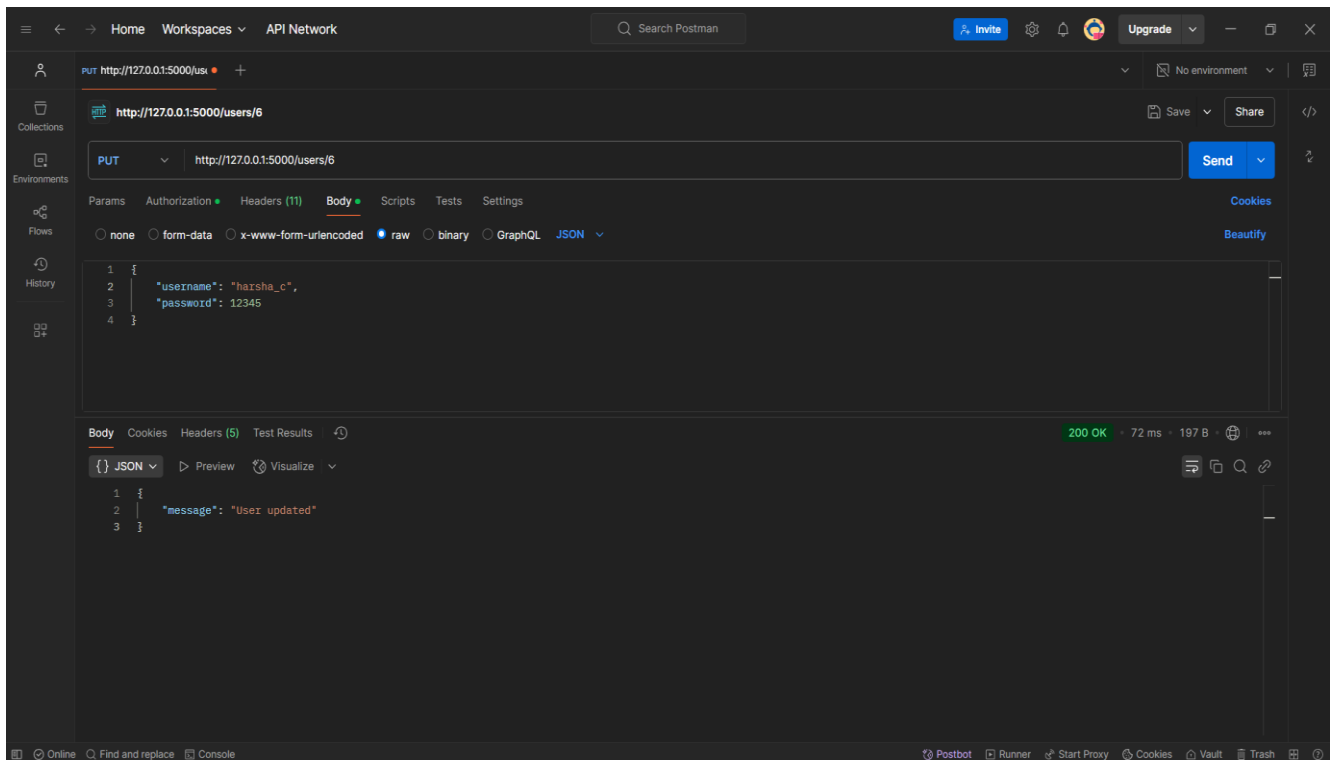 Home Workspaces API Network Search Postman Invite Upgrade
PUT http://127.0.0.1:5000/use No environment
HTTP http://127.0.0.1:5000/users/6 Save Share
Collections
PUT http://127.0.0.1:5000/users/6 Send
Environments
Params Authorization Headers (11) Body Scripts Tests Settings Cookies
Flows
none form-data x-www-form-urlencoded raw binary GraphQL JSON Beautify
History
1 {
2 "username": "harsha_c",
3 "password": 12345
4 }
Body Cookies Headers (5) Test Results 200 OK 72 ms 197 B
{} JSON Preview Visualize
1 {
2 "message": "User updated"
3 }
Online Find and replace Console Postbot Runner Start Proxy Cookies Vault Trash